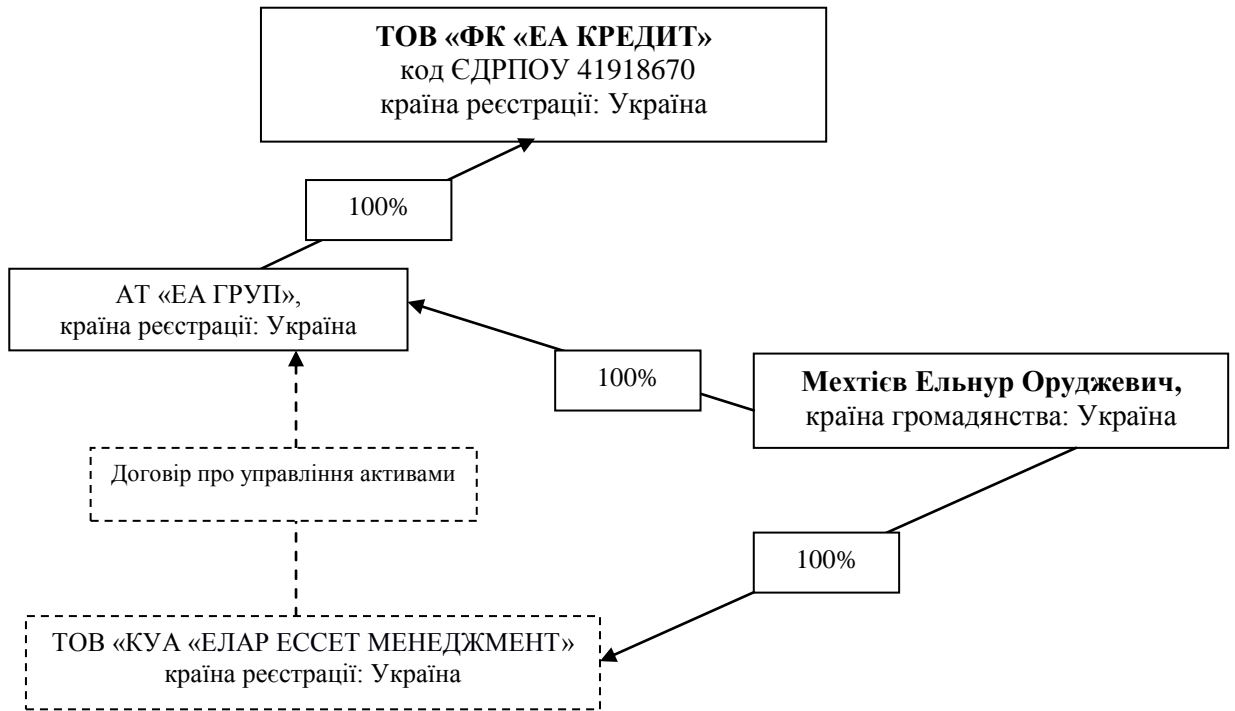 ТОВ «ФК «ЕА КРЕДИТ»
код ЄДРПОУ 41918670
країна реєстрації: Україна
100%
АТ «ЕА ГРУП»,
країна реєстрації: Україна
100%
Мехтієв Ельнур Оруджевич,
країна громадянства: Україна
Договір про управління активами
100%
ТОВ «КУА «ЕЛАР ЕССЕТ МЕНЕДЖМЕНТ»
країна реєстрації: Україна